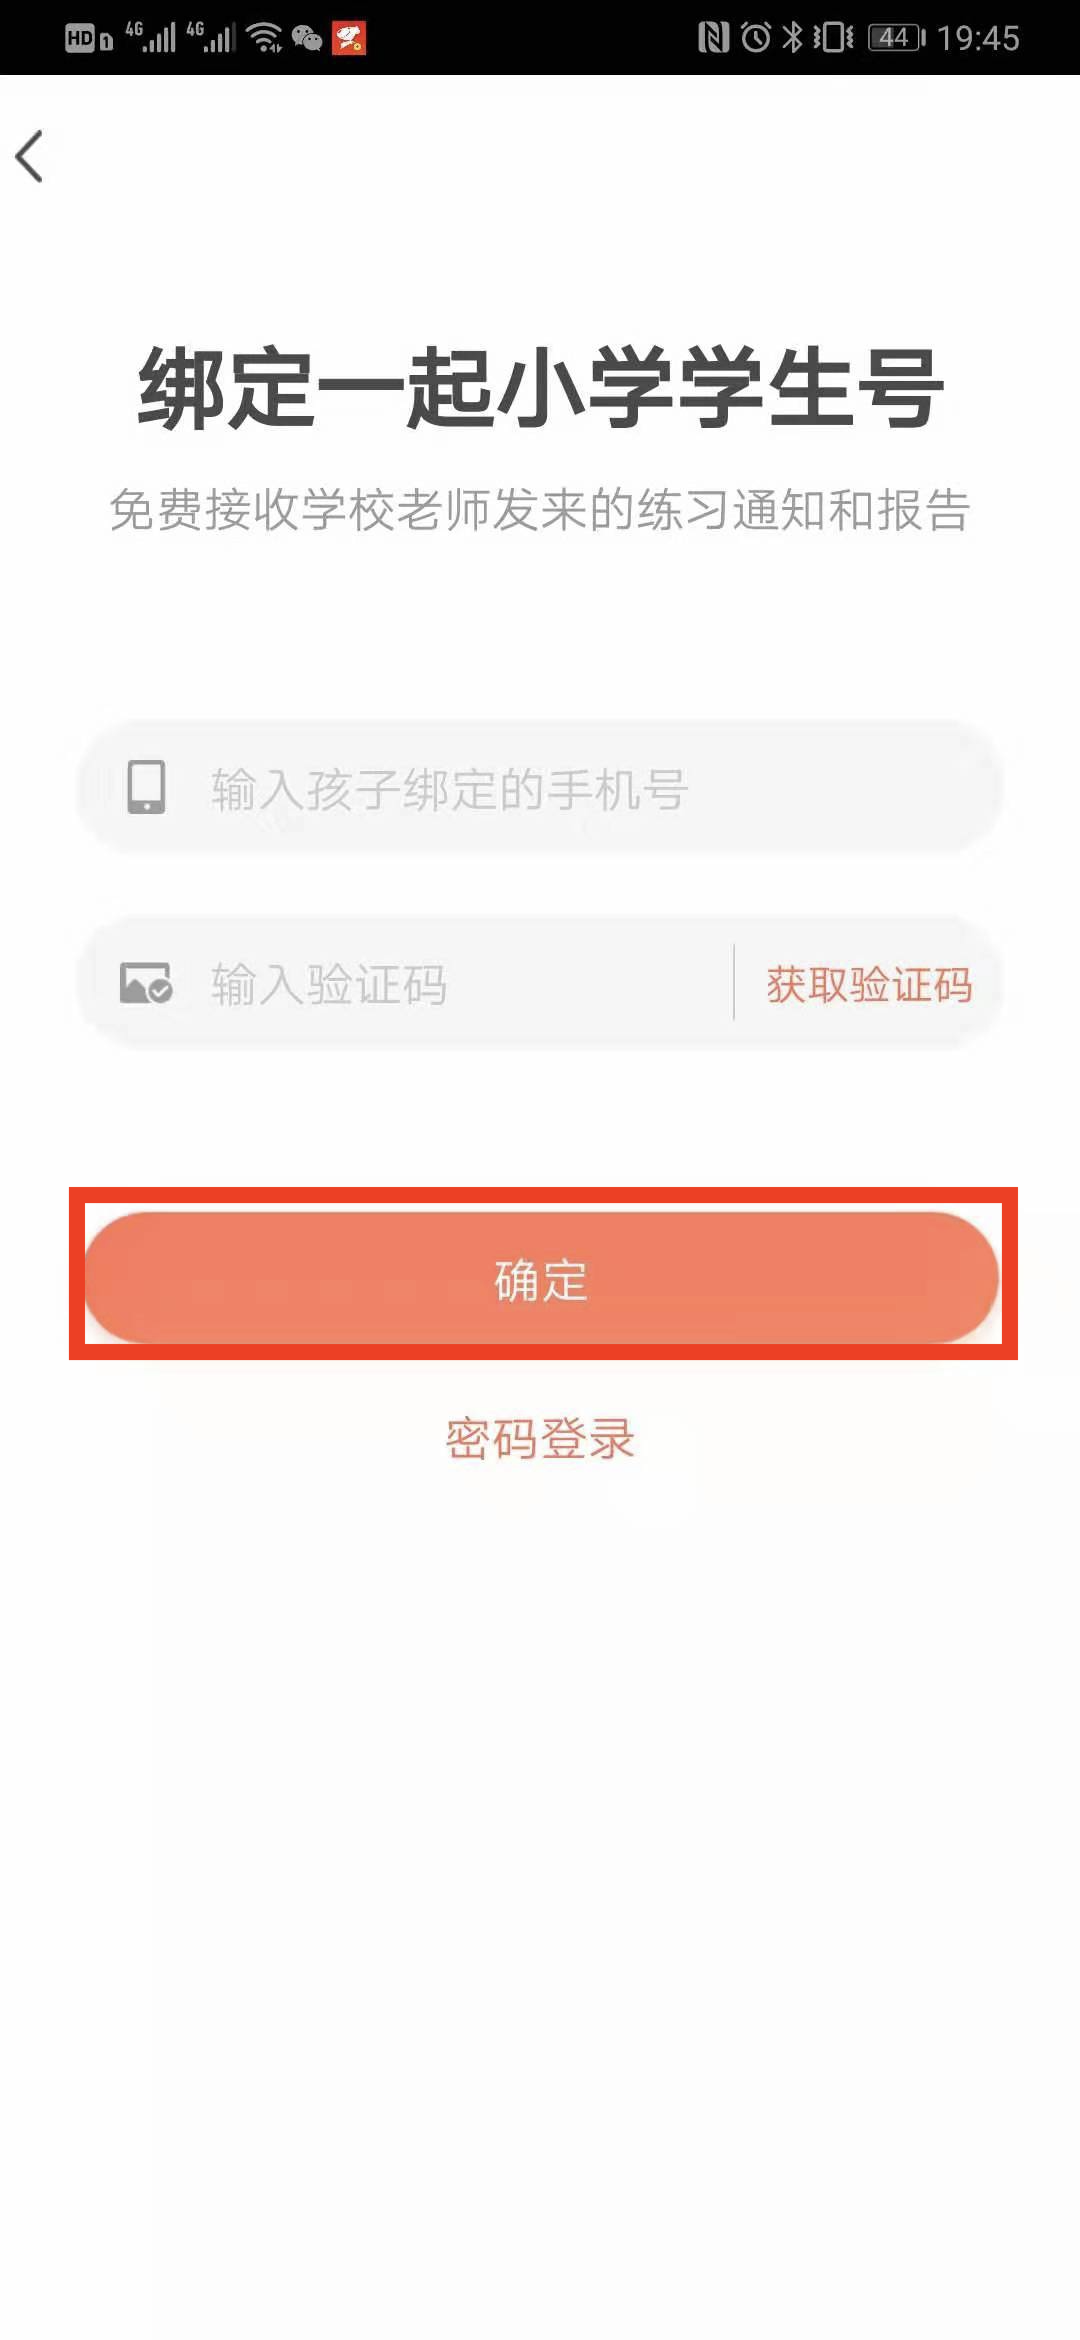 HD 1 4G 4G 44 19:45
绑定一起小学学生号
免费接收学校老师发来的练习通知和报告
输入孩子绑定的手机号
输入验证码 获取验证码
确定
密码登录